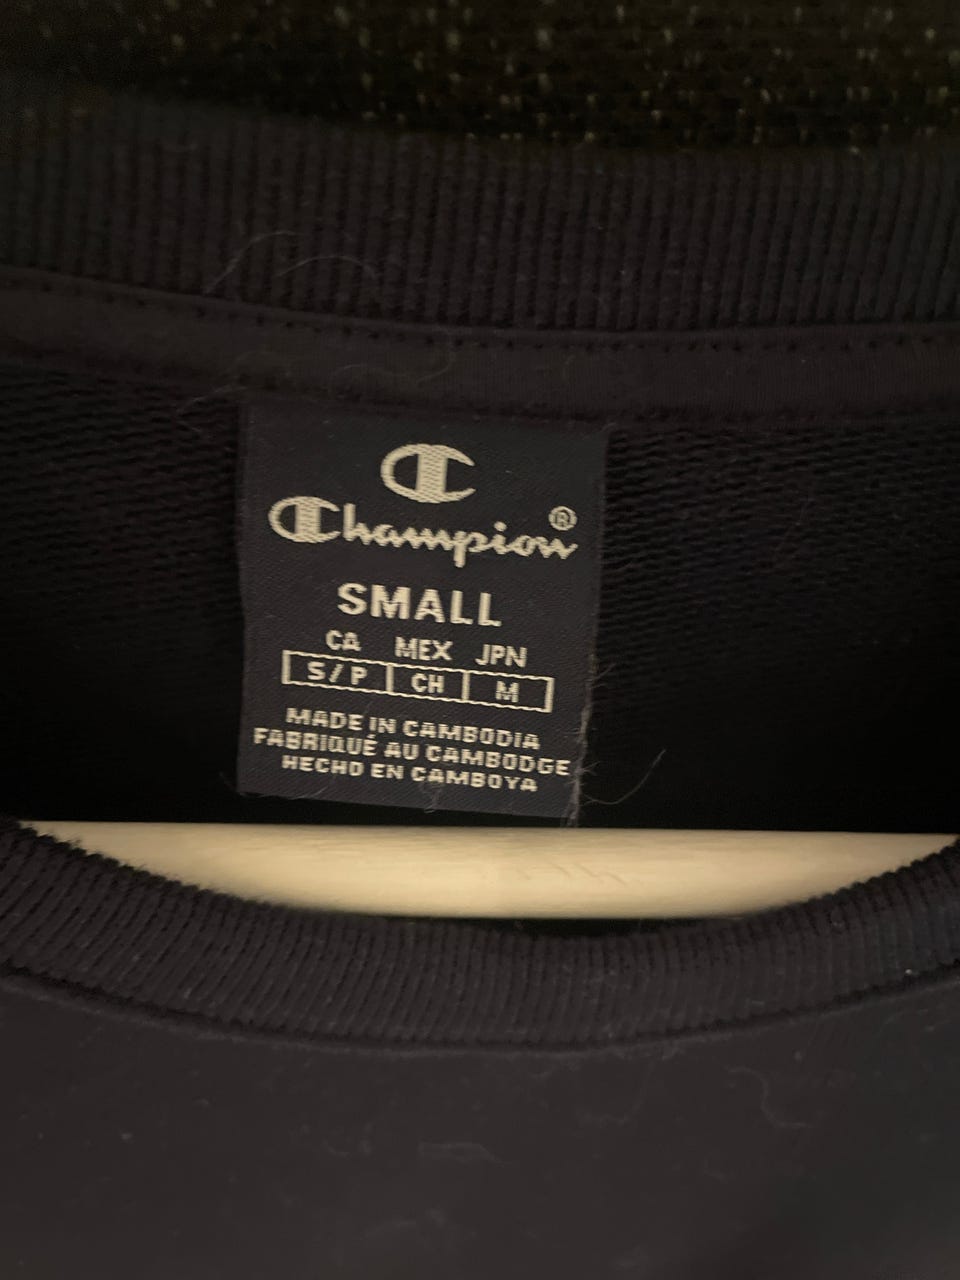 Champion®
SMALL
CA MEX JPN
S/P CH M
MADE IN CAMBODIA
FABRIQUÉ AU CAMBODGE
HECHO EN CAMBOYA